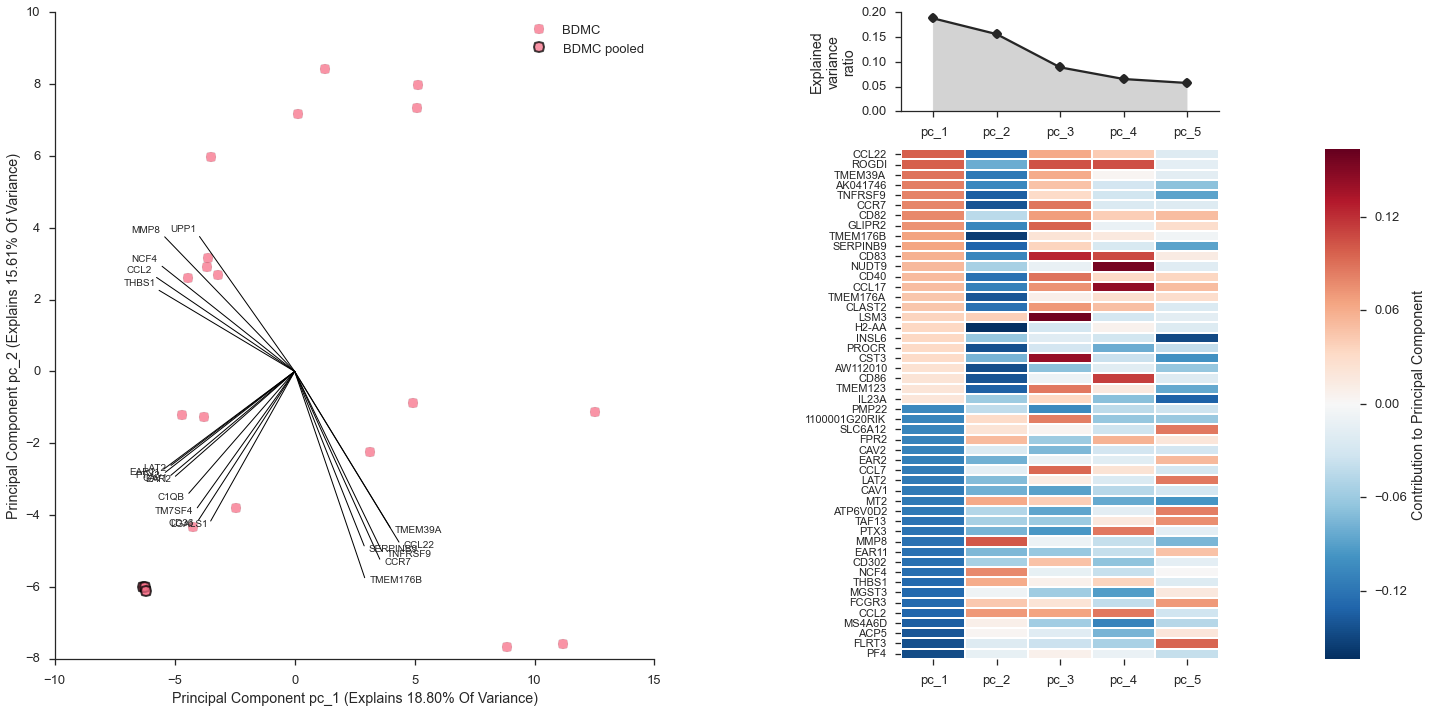 10
8
6
4
2
0
−2
−4
−6
−8
−10
−5
0
5
10
15
Principal Component pc_1 (Explains 18.80% Of Variance)
Principal Component pc_2 (Explains 15.61% Of Variance)
BDMC
BDMC pooled
MMP8
UPP1
NCF4
CCL2
THBS1
LAT2
EAR2
C1QB
TM7SF4
CD36
LGALS1
TMEM39A
CCL22
SERPINB9
TNFRSF9
CCR7
TMEM176B
0.20
0.15
0.10
0.05
0.00
Explained
variance
ratio
pc_1
pc_2
pc_3
pc_4
pc_5
CCL22
ROGDI
TMEM39A
AK041746
TNFRSF9
CCR7
CD82
GLIPR2
TMEM176B
SERPINB9
CD83
NUDT9
CD40
CCL17
TMEM176A
CLAST2
LSM3
H2-AA
INSL6
PROCR
CST3
AW112010
CD86
TMEM123
IL23A
PMP22
1100001G20RIK
SLC6A12
FPR2
CAV2
EAR2
CCL7
LAT2
CAV1
MT2
ATP6V0D2
TAF13
PTX3
MMP8
EAR11
CD302
NCF4
THBS1
MGST3
FCGR3
CCL2
MS4A6D
ACP5
FLRT3
PF4
pc_1
pc_2
pc_3
pc_4
pc_5
0.12
0.06
0.00
−0.06
−0.12
Contribution to Principal Component